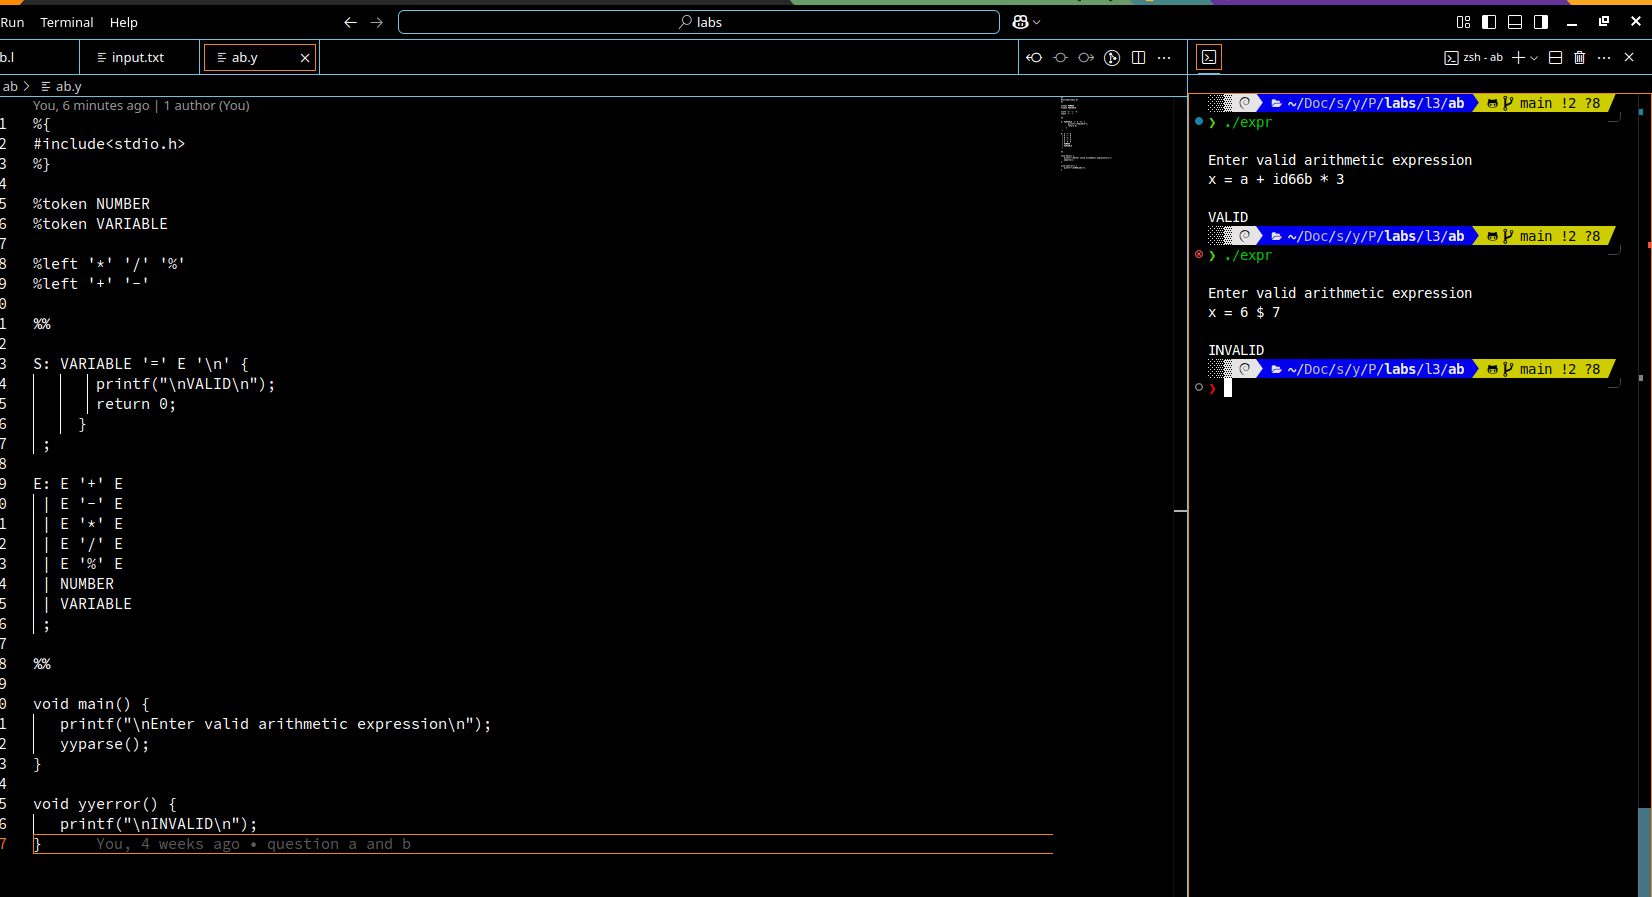 Run Terminal Help
labs
b.l input.txt ab.y
zsh - ab
ab > ab.y
You, 6 minutes ago | 1 author (You)
1 %{
2 #include<stdio.h>
3 %}
4
5 %token NUMBER
6 %token VARIABLE
7
8 %left '*' '/' '%'
9 %left '+' '-'
0
1 %%
2
3 S: VARIABLE '=' E '\n' {
4 printf("\nVALID\n");
5 return 0;
6 }
7 ;
8
9 E: E '+' E
0 | E '-' E
1 | E '*' E
2 | E '/' E
3 | E '%' E
4 | NUMBER
5 | VARIABLE
6 ;
7
8 %%
9
0 void main() {
1 printf("\nEnter valid arithmetic expression\n");
2 yyparse();
3 }
4
5 void yyerror() {
6 printf("\nINVALID\n");
7 } You, 4 weeks ago • question a and b
~/Doc/s/y/P/labs/l3/ab main !2 ?8
❯ ./expr
Enter valid arithmetic expression
x = a + id66b * 3
VALID
~/Doc/s/y/P/labs/l3/ab main !2 ?8
❯ ./expr
Enter valid arithmetic expression
x = 6 $ 7
INVALID
~/Doc/s/y/P/labs/l3/ab main !2 ?8
❯